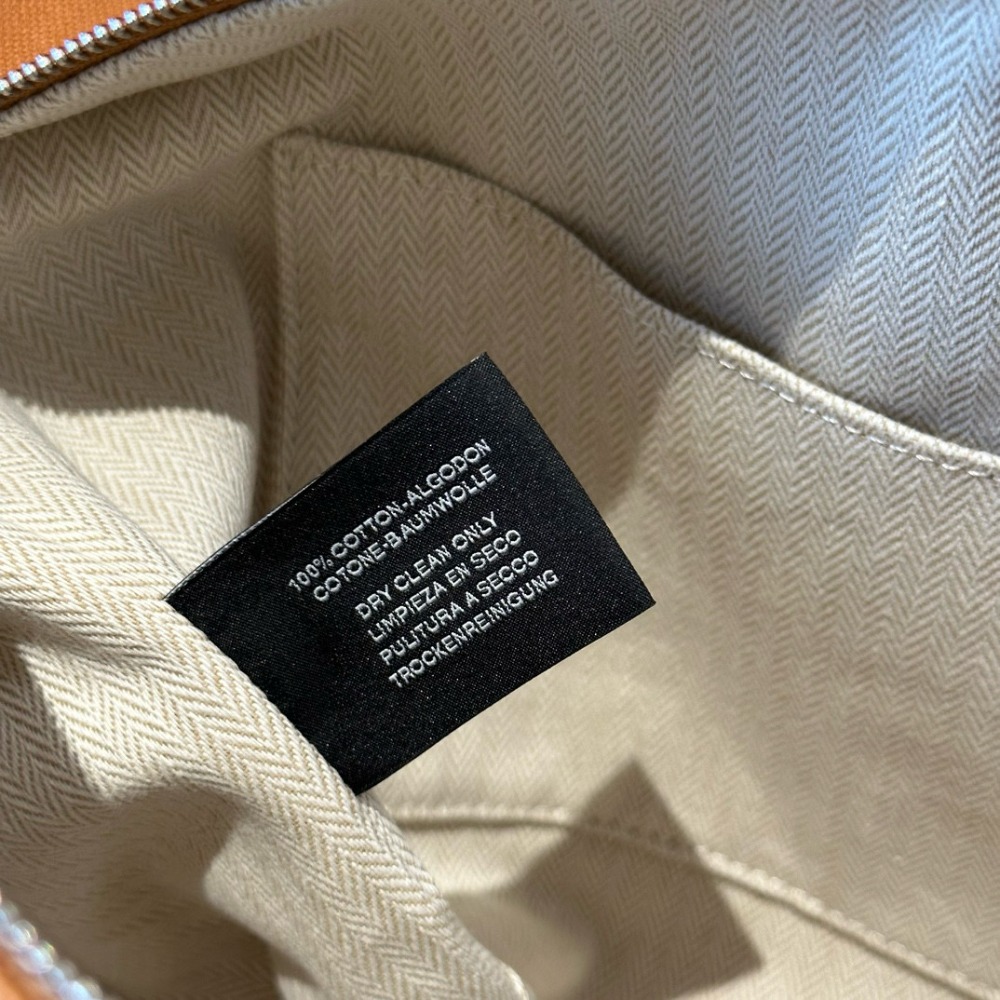 100% COTTON-ALGODON
COTONE-BAUMWOLLE
DRY CLEAN ONLY
LIMPIEZA EN SECO
PULITURA A SECCO
TROCKENREINIGUNG